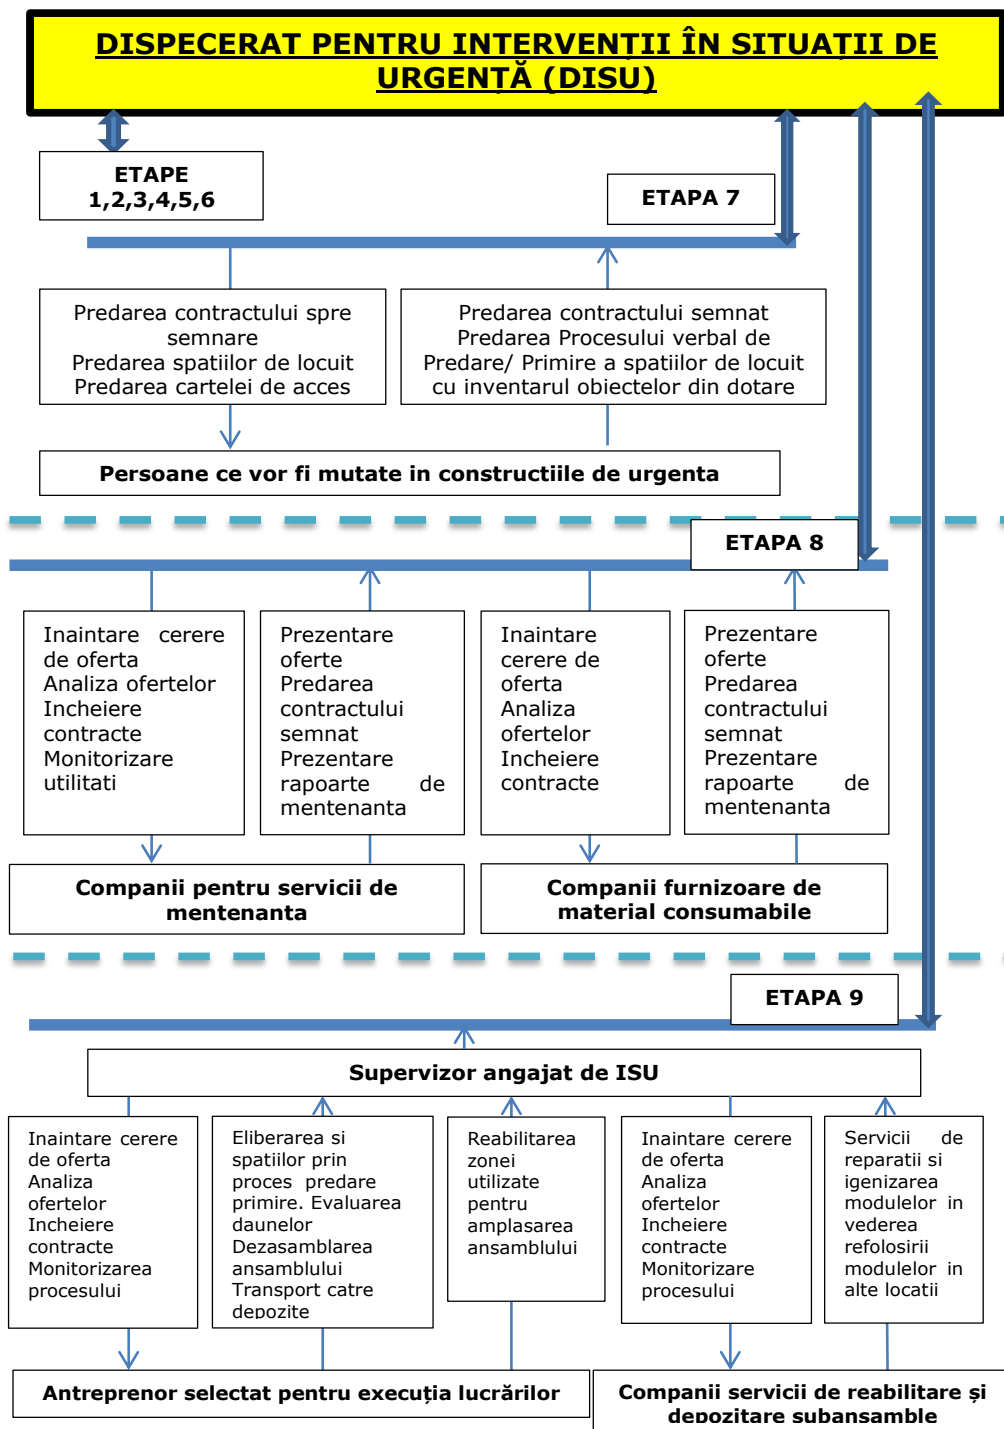 DISPECERAT PENTRU INTERVENȚII ÎN SITUAȚII DE
URGENȚĂ (DISU)
ETAPE
1,2,3,4,5,6
ETAPA 7
Predarea contractului spre
semnare
Predarea spatiilor de locuit
Predarea cartelei de acces
Predarea contractului semnat
Predarea Procesului verbal de
Predare/ Primire a spatiilor de locuit
cu inventarul obiectelor din dotare
Persoane ce vor fi mutate in constructiile de urgenta
ETAPA 8
Inaintare cerere
de oferta
Analiza ofertelor
Incheiere
contracte
Monitorizare
utilitati
Prezentare
oferte
Predarea
contractului
semnat
Prezentare
rapoarte de
mentenanta
Inaintare
cerere de
oferta
Analiza
ofertelor
Incheiere
contracte
Prezentare
oferte
Predarea
contractului
semnat
Prezentare
rapoarte de
mentenanta
Companii pentru servicii de
mentenanta
Companii furnizoare de
material consumabile
ETAPA 9
Supervizor angajat de ISU
Inaintare cerere
de oferta
Analiza
ofertelor
Incheiere
contracte
Monitorizarea
procesului
Eliberarea si
spatiilor prin
proces predare
primire. Evaluarea
daunelor
Dezasamblarea
ansamblului
Transport catre
depozite
Reabilitarea
zonei
utilizate
pentru
amplasarea
ansamblului
Inaintare cerere
de oferta
Analiza
ofertelor
Incheiere
contracte
Monitorizare
procesului
Servicii de
reparatii si
igenizarea
modulelor in
vederea
refolosirii
modulelor in
alte locatii
Antreprenor selectat pentru execuția lucrărilor
Companii servicii de reabilitare și
depozitare subansamble